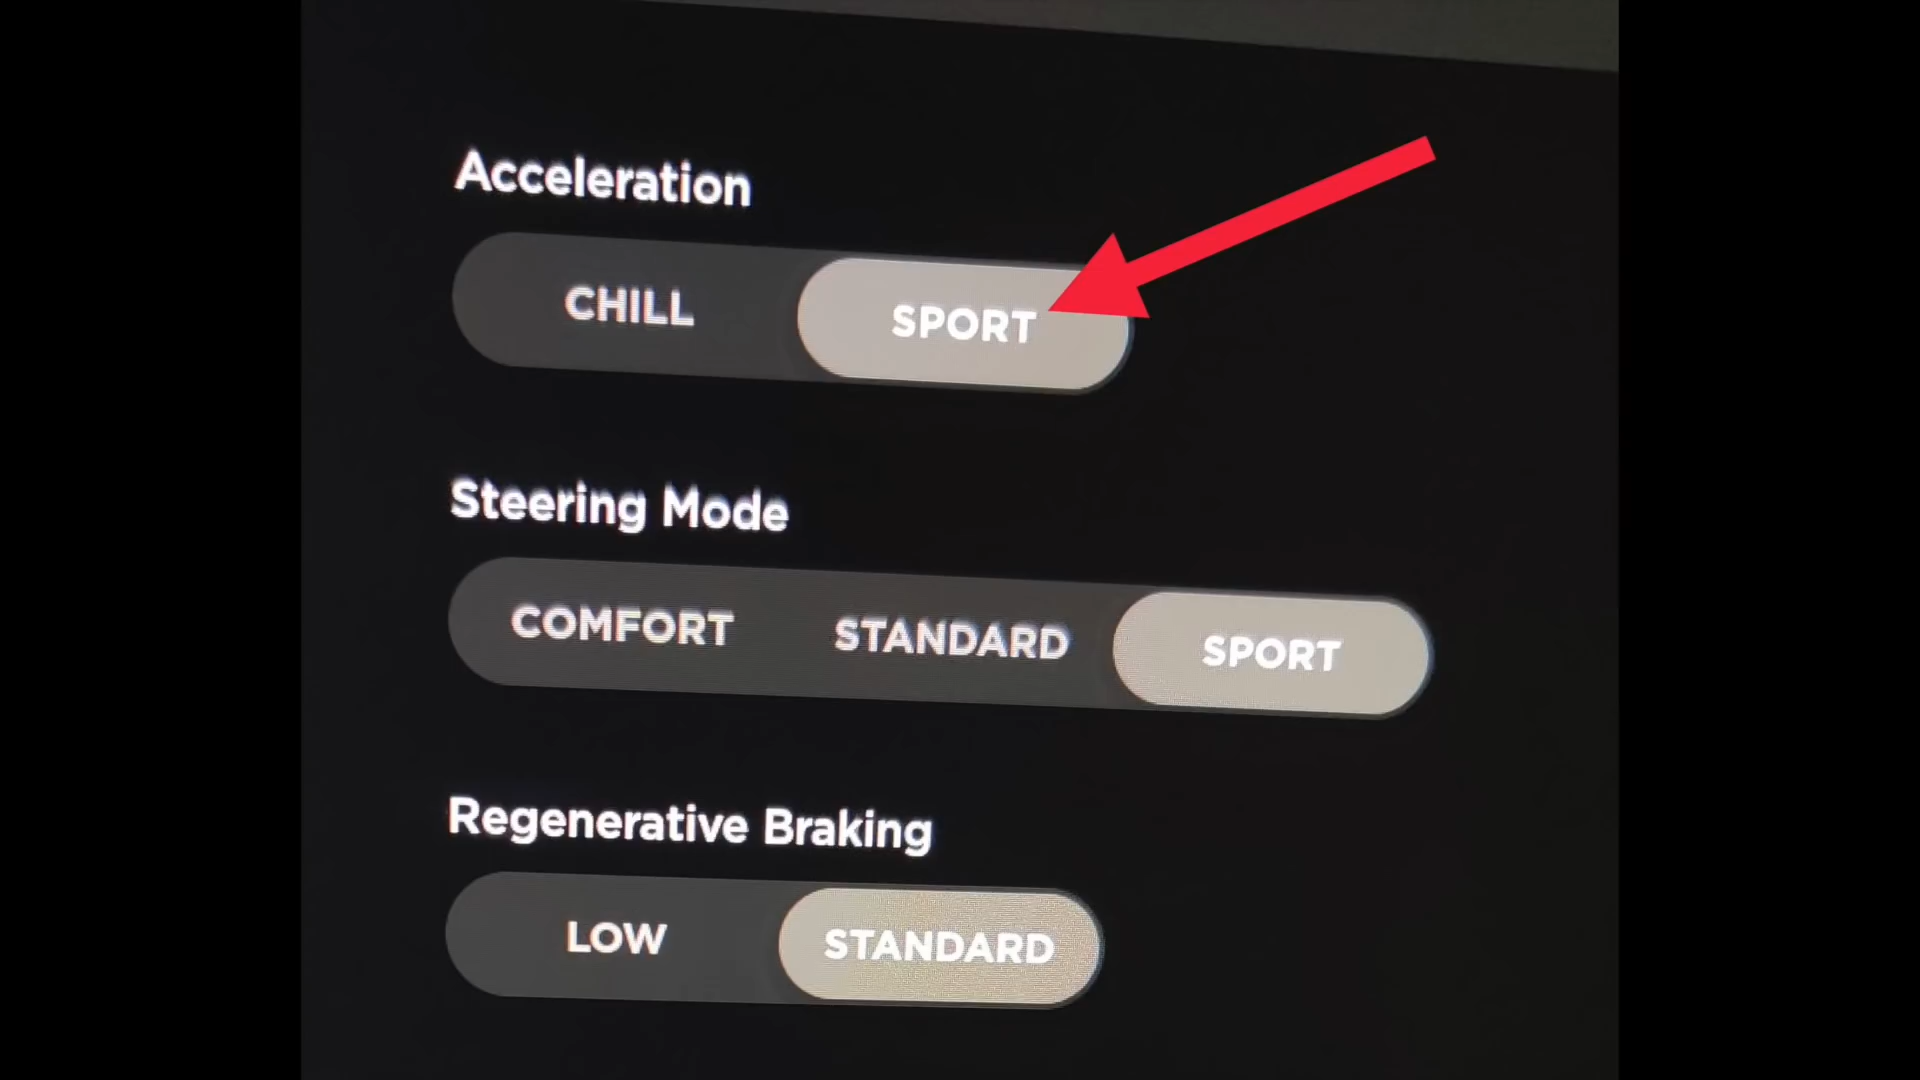 Acceleration
CHILL SPORT
Steering Mode
COMFORT STANDARD SPORT
Regenerative Braking
LOW STANDARD